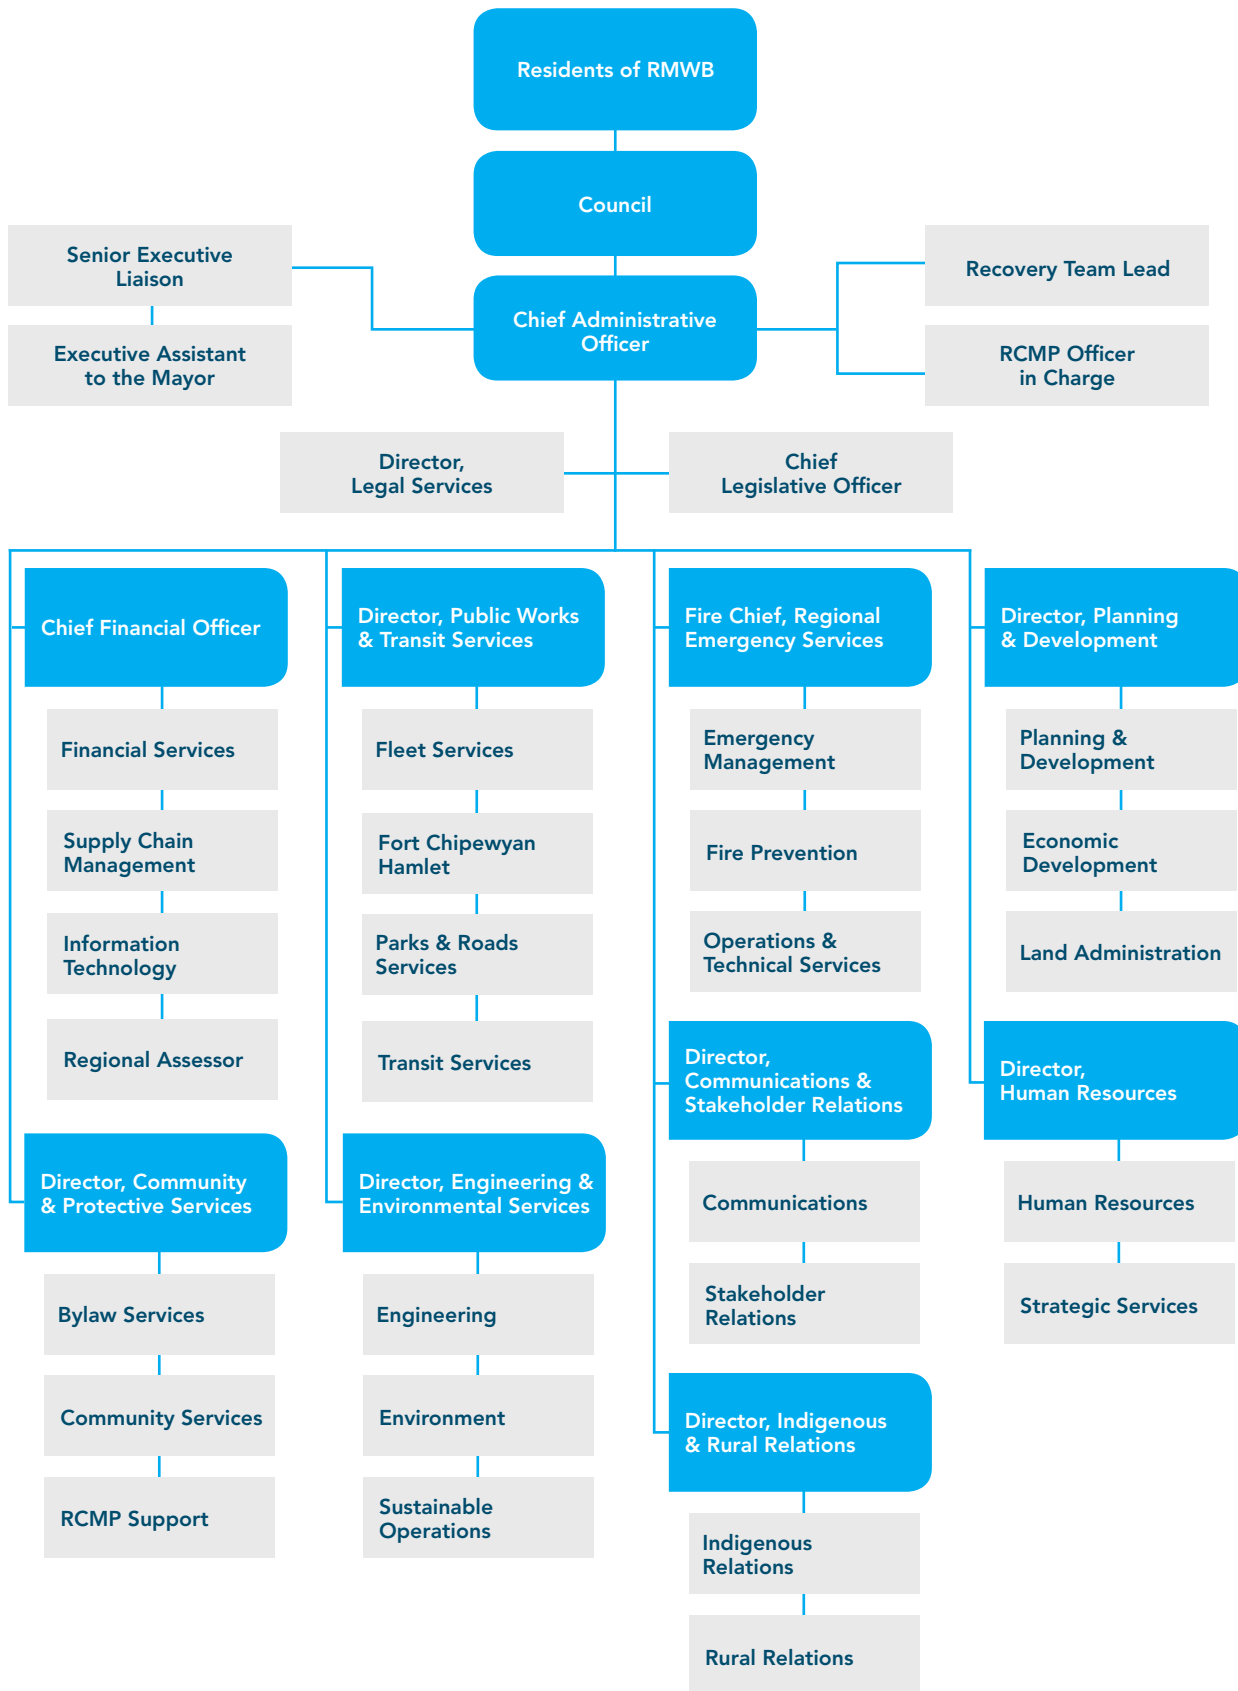 Residents of RMWB
Council
Senior Executive
Liaison
Executive Assistant
to the Mayor
Chief Administrative
Officer
Recovery Team Lead
RCMP Officer
in Charge
Director,
Legal Services
Chief
Legislative Officer
Chief Financial Officer
Financial Services
Supply Chain
Management
Information
Technology
Regional Assessor
Director, Community
& Protective Services
Bylaw Services
Community Services
RCMP Support
Director, Public Works
& Transit Services
Fleet Services
Fort Chipewyan
Hamlet
Parks & Roads
Services
Transit Services
Director, Engineering &
Environmental Services
Engineering
Environment
Sustainable
Operations
Fire Chief, Regional
Emergency Services
Emergency
Management
Fire Prevention
Operations &
Technical Services
Director,
Communications &
Stakeholder Relations
Communications
Stakeholder
Relations
Director, Indigenous
& Rural Relations
Indigenous
Relations
Rural Relations
Director, Planning
& Development
Planning &
Development
Economic
Development
Land Administration
Director,
Human Resources
Human Resources
Strategic Services